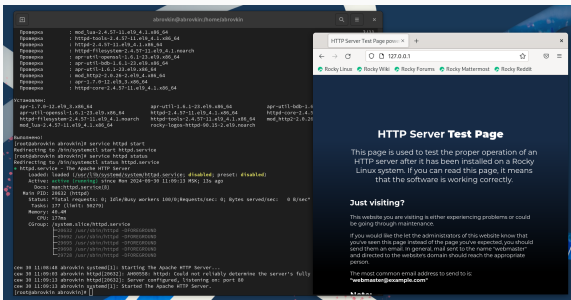 abrovkin@abrovkin:/home/abrovkin
Проверка : mod_lua-2.4.57-11.el9_4.1.x86_64
Проверка : httpd-tools-2.4.57-11.el9_4.1.x86_64
Проверка : httpd-2.4.57-11.el9_4.1.x86_64
Проверка : httpd-filesystem-2.4.57-11.el9_4.1.noarch
Проверка : apr-util-openssl-1.6.1-23.el9.x86_64
Проверка : apr-util-bdb-1.6.1-23.el9.x86_64
Проверка : apr-util-1.6.1-23.el9.x86_64
Проверка : mod_http2-2.0.26-2.el9_4.x86_64
Проверка : apr-1.7.0-12.el9_3.x86_64
Проверка : httpd-core-2.4.57-11.el9_4.1.x86_64
Установлен:
apr-1.7.0-12.el9_3.x86_64 apr-util-1.6.1-23.el9.x86_64 apr-util-bdb-1.6
apr-util-openssl-1.6.1-23.el9.x86_64 httpd-2.4.57-11.el9_4.1.x86_64 httpd-core-2.4.5
httpd-filesystem-2.4.57-11.el9_4.1.noarch httpd-tools-2.4.57-11.el9_4.1.x86_64 mod_http2-2.0.26
mod_lua-2.4.57-11.el9_4.1.x86_64 rocky-logos-httpd-90.15-2.el9.noarch
Выполнено!
[root@abrovkin abrovkin]# service httpd start
Redirecting to /bin/systemctl start httpd.service
[root@abrovkin abrovkin]# service httpd status
Redirecting to /bin/systemctl status httpd.service
● httpd.service - The Apache HTTP Server
Loaded: loaded (/usr/lib/systemd/system/httpd.service; disabled; preset: disabled)
Active: active (running) since Mon 2024-09-30 11:09:13 MSK; 13s ago
Docs: man:httpd.service(8)
Main PID: 20632 (httpd)
Status: "Total requests: 0; Idle/Busy workers 100/0;Requests/sec: 0; Bytes served/sec: 0 B/sec"
Tasks: 177 (limit: 50279)
Memory: 40.4M
CPU: 177ms
CGroup: /system.slice/httpd.service
/usr/sbin/httpd -DFOREGROUND
/usr/sbin/httpd -DFOREGROUND
/usr/sbin/httpd -DFOREGROUND
/usr/sbin/httpd -DFOREGROUND
/usr/sbin/httpd -DFOREGROUND
abrovkin systemd[1]: Starting The Apache HTTP Server...
сен 30 11:09:09 abrovkin httpd[20632]: AH00558: httpd: Could not reliably determine the server's fully
сен 30 11:09:13 abrovkin httpd[20632]: Server configured, listening on: port 80
сен 30 11:09:13 abrovkin systemd[1]: Started The Apache HTTP Server.
[root@abrovkin abrovkin]#
HTTP Server Test Page powe
127.0.0.1
Rocky Linux Rocky Wiki Rocky Forums Rocky Mattermost Rocky Reddit
HTTP Server Test Page
This page is used to test the proper operation of an
HTTP server after it has been installed on a Rocky
Linux system. If you can read this page, it means
that the software is working correctly.
Just visiting?
This website you are visiting is either experiencing problems or could
be going through maintenance.
If you would like the let the administrators of this website know that
you've seen this page instead of the page you've expected, you should
send them an email. In general, mail sent to the name "webmaster"
and directed to the website's domain should reach the appropriate
person.
The most common email address to send to is:
"webmaster@example.com"